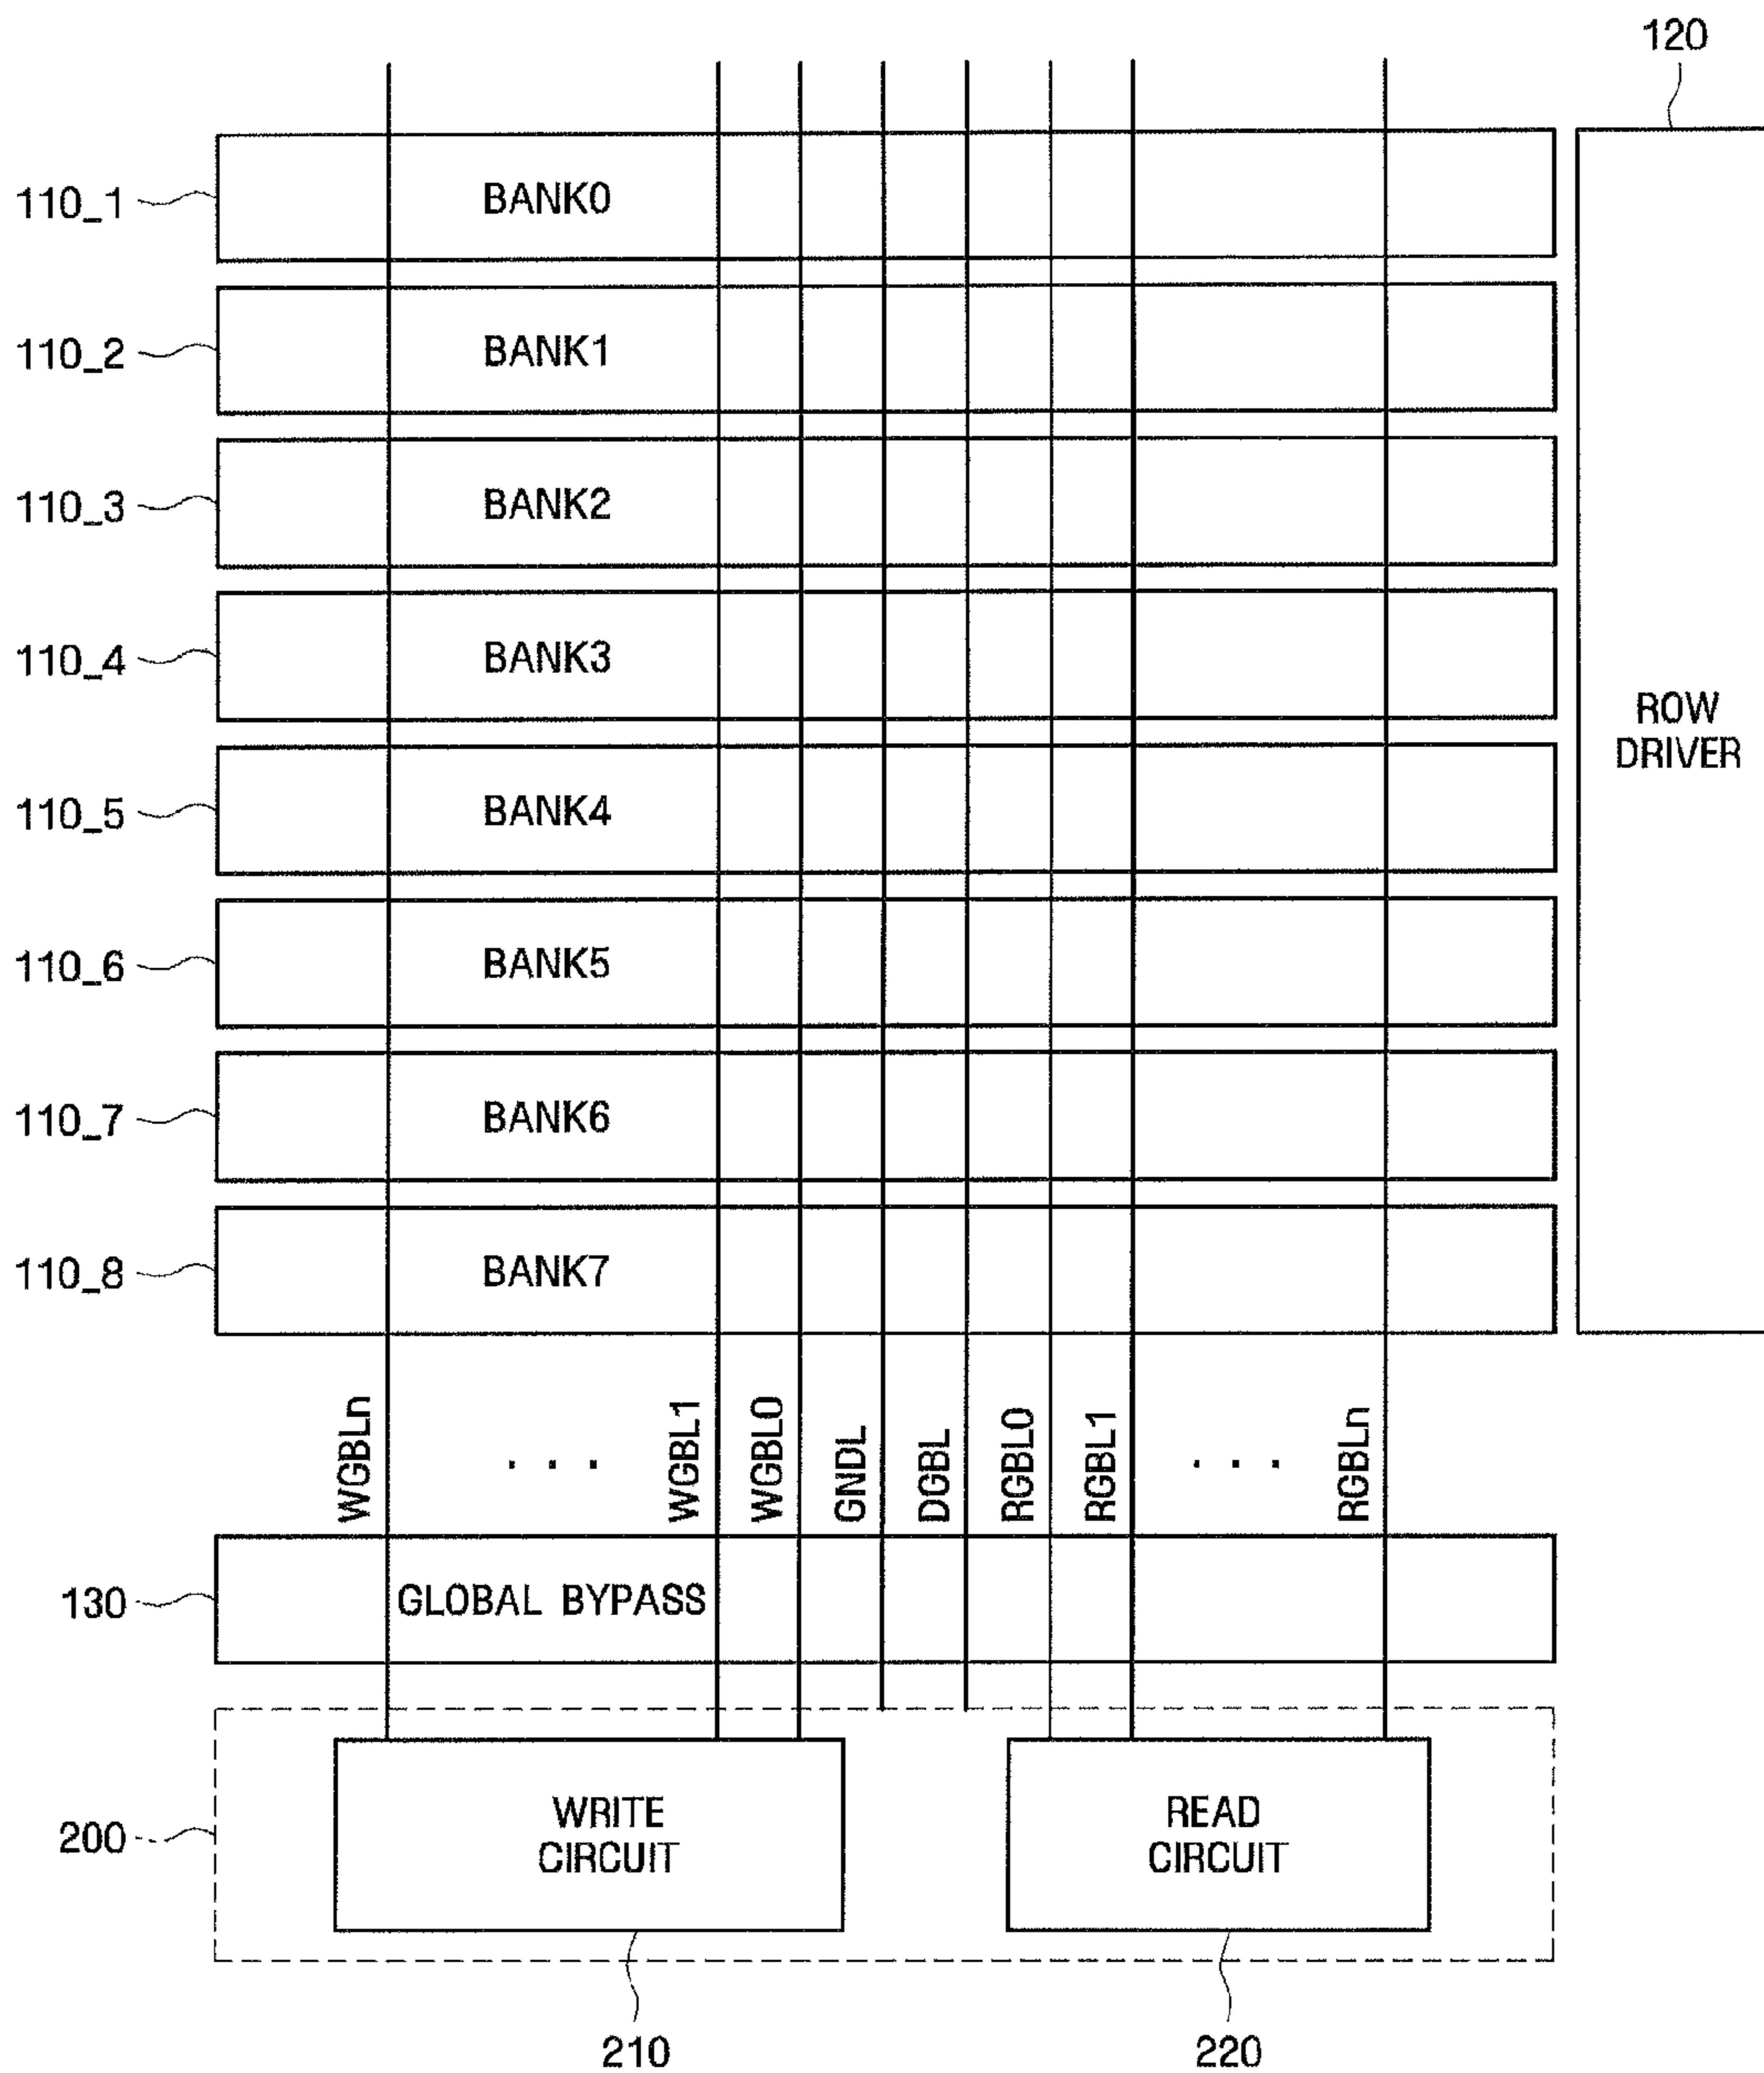 120
110_1
BANK0
110_2
BANK1
110_3
BANK2
110_4
BANK3
ROW
DRIVER
110_5
BANK4
110_6
BANK5
110_7
BANK6
110_8
BANK7
WGBLn
. . .
WGBL1
WGBL0
GNDL
DGBL
RGBL0
RGBL1
. . .
RGBLn
130
GLOBAL BYPASS
200
WRITE
CIRCUIT
READ
CIRCUIT
210
220